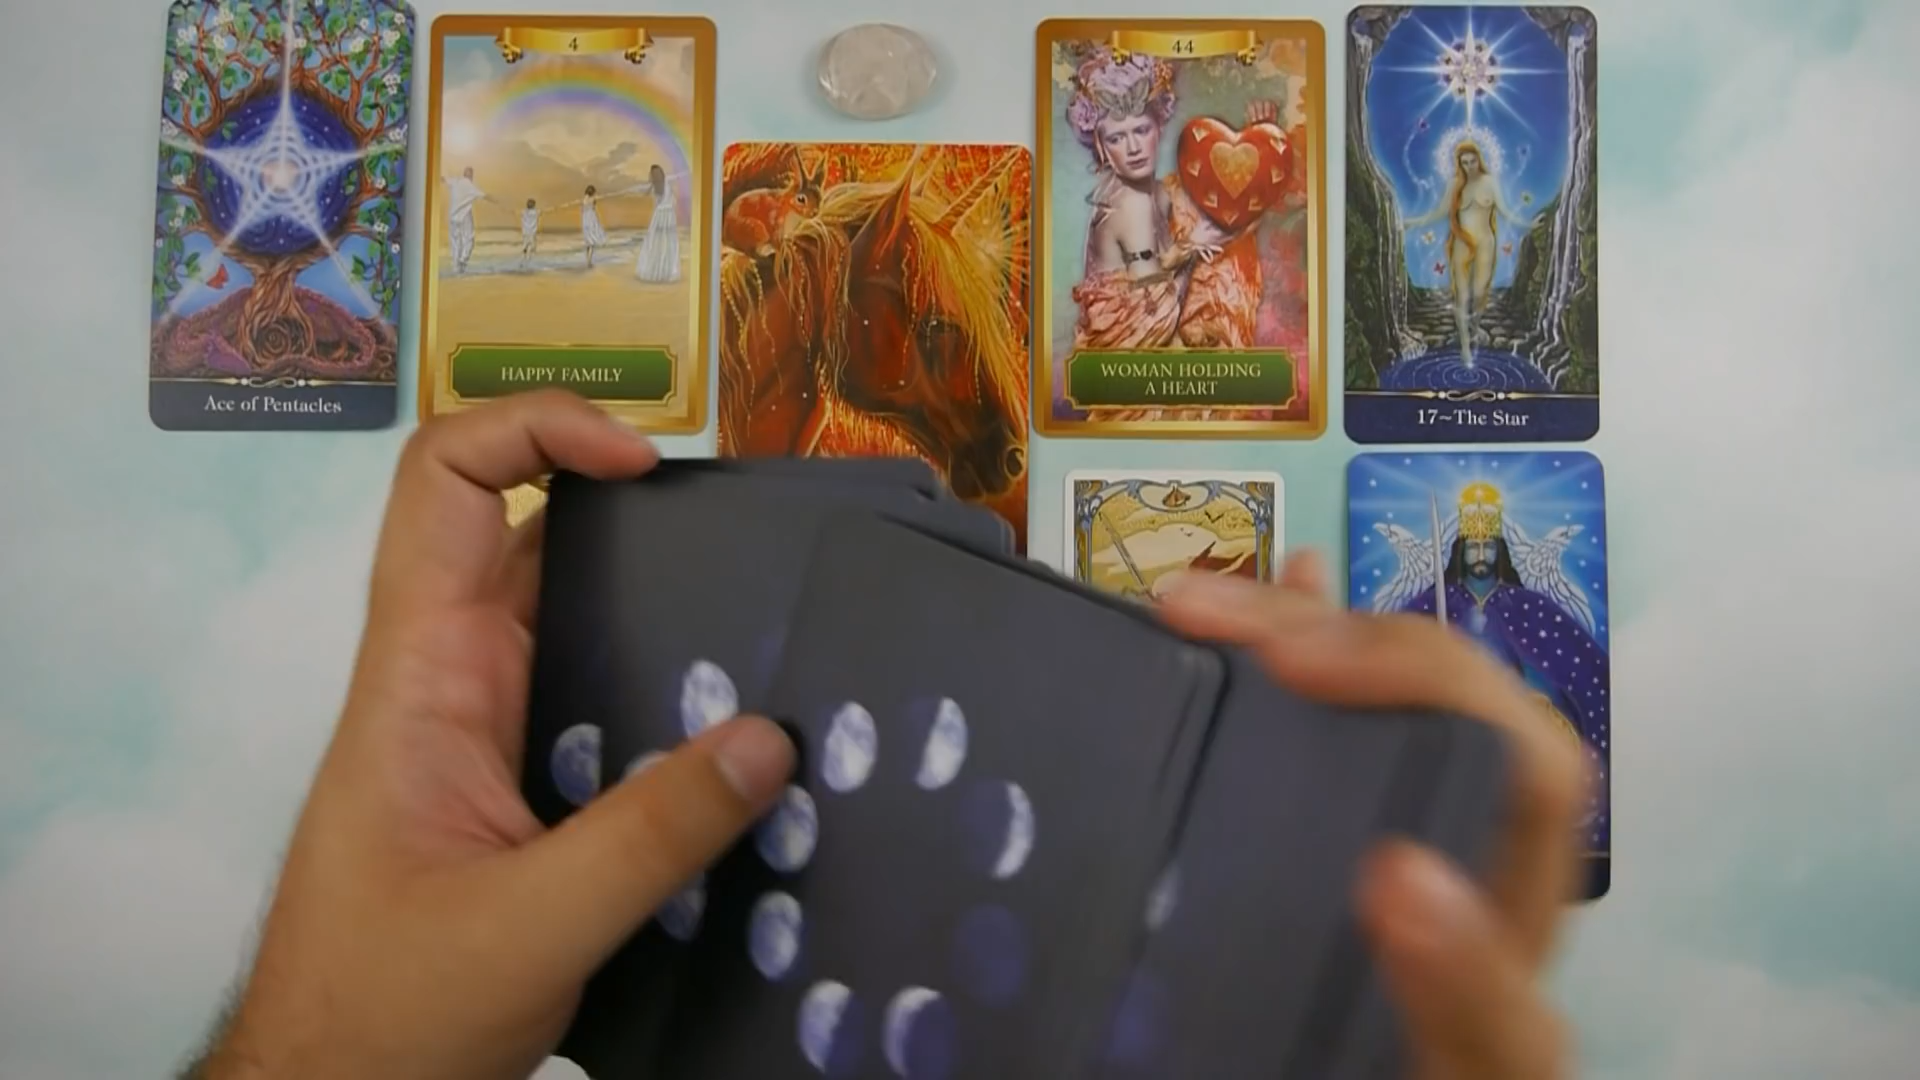 Ace of Pentacles
4
HAPPY FAMILY
44
WOMAN HOLDING
A HEART
17~The Star